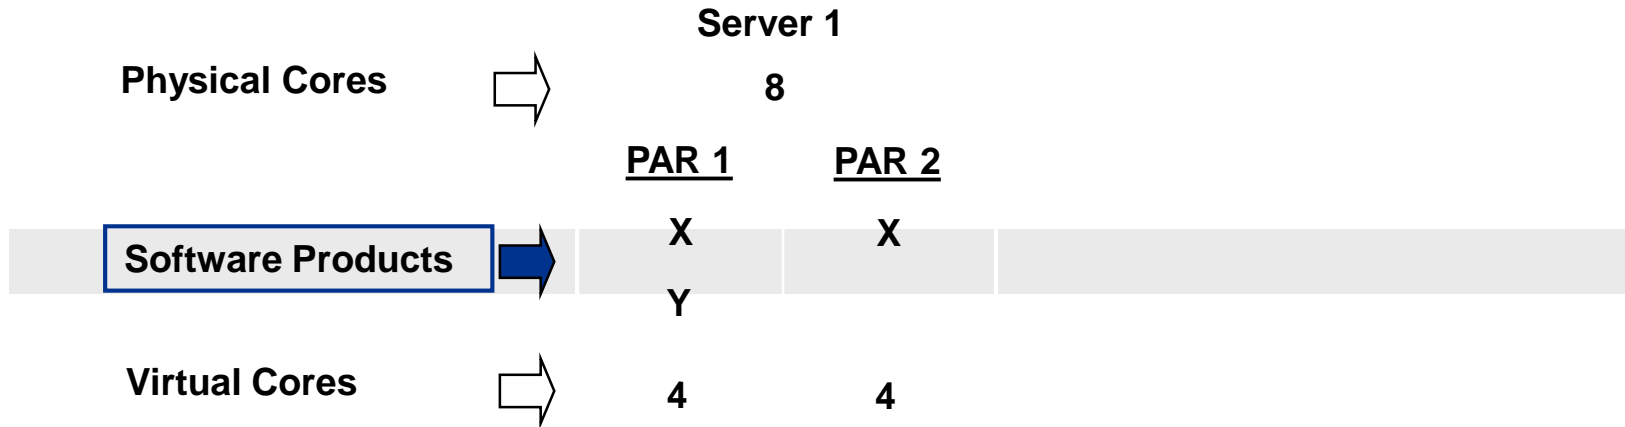 Server 1
Physical Cores 8
PAR 1 PAR 2
X X
Software Products
Y
Virtual Cores 4 4